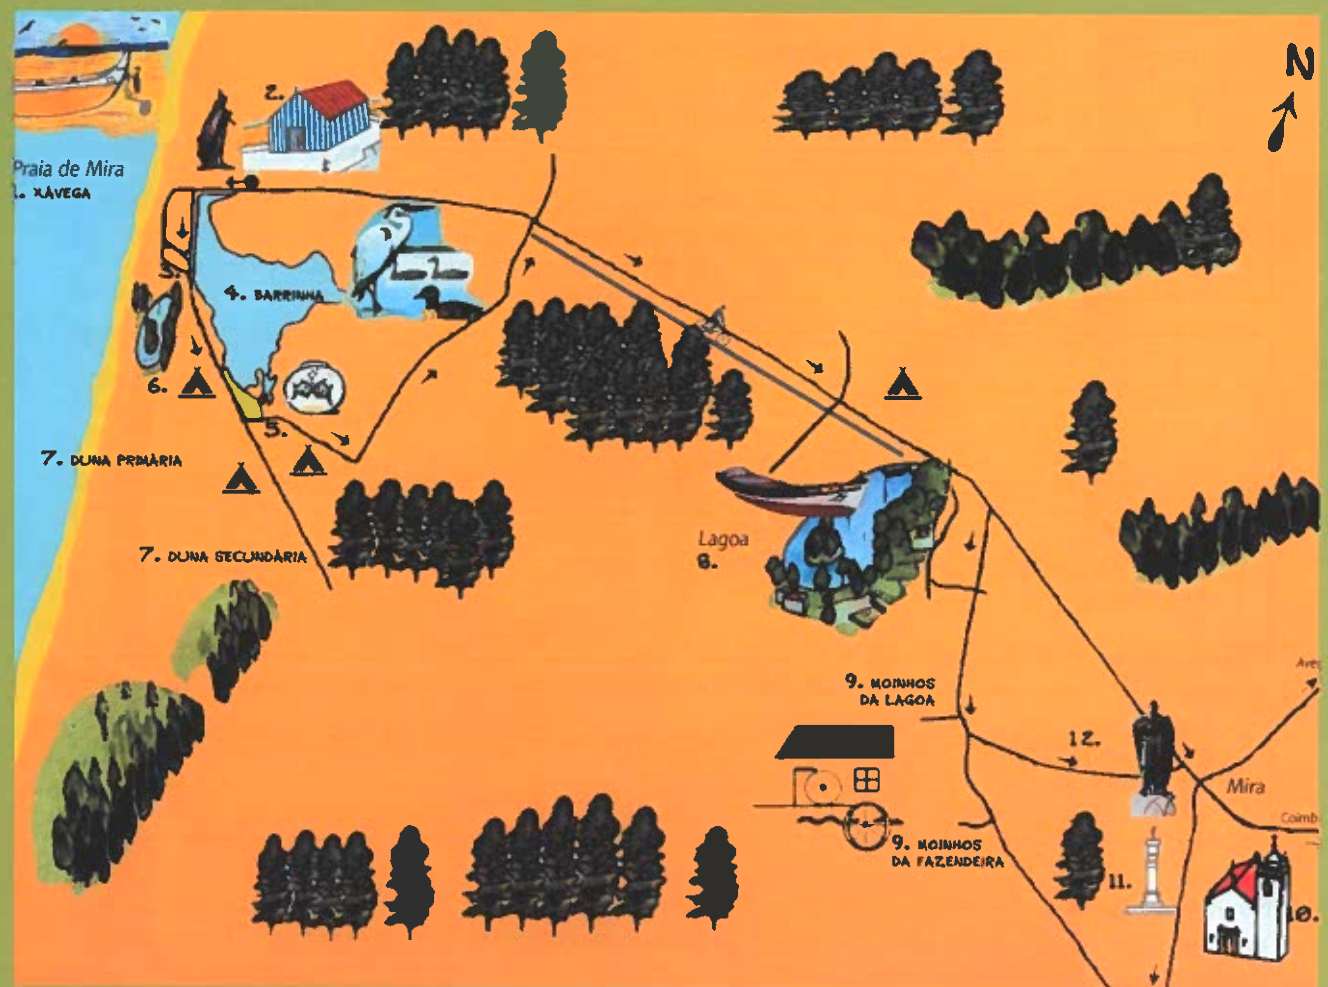 N
2.
Praia de Mira
1. XÁVEGA
3.
4. BARRINHA
6.
5.
7. DUNA PRIMÁRIA
7. DUNA SECUNDÁRIA
Lagoa
8.
9. MOINHOS
DA LAGOA
12.
Mira
9. MOINHOS
DA FAZENDEIRA
11.
10.